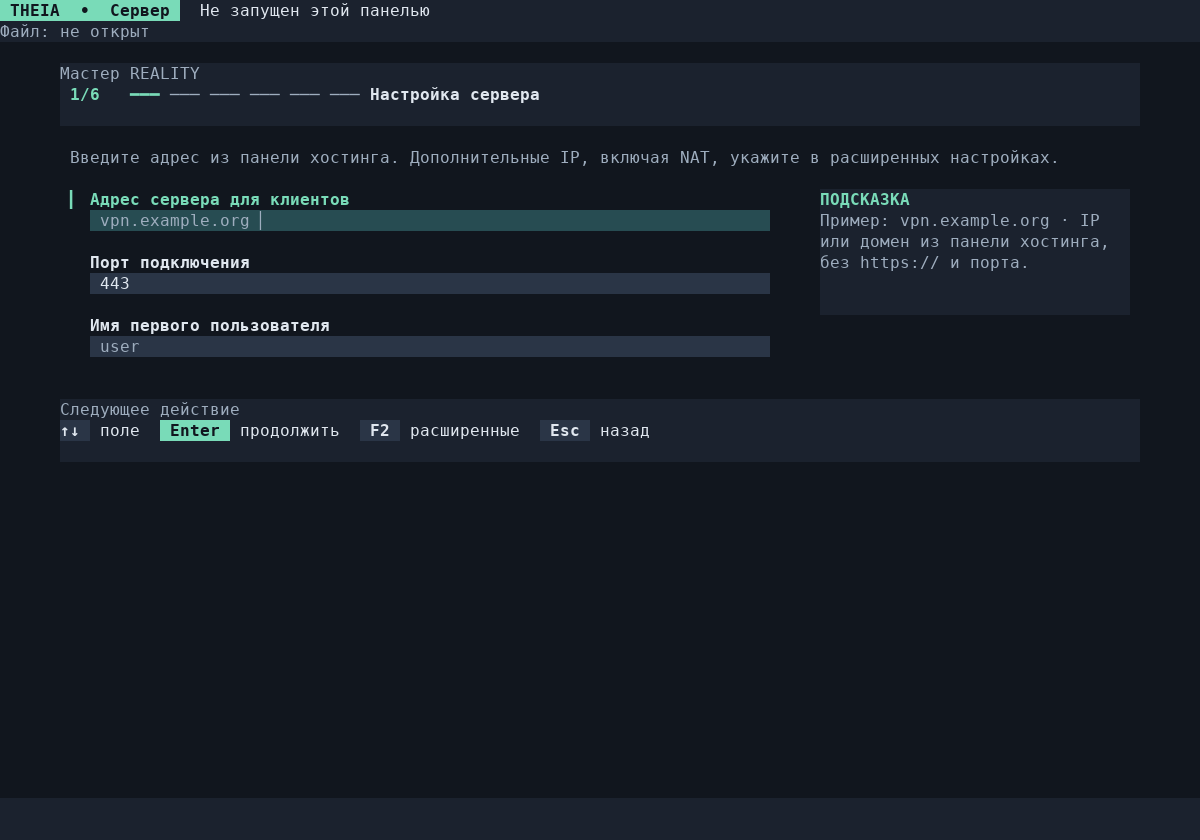 THEIA • Сервер Не запущен этой панелью
Файл: не открыт
Мастер REALITY
1/6 Настройка сервера
Введите адрес из панели хостинга. Дополнительные IP, включая NAT, укажите в расширенных настройках.
Адрес сервера для клиентов
vpn.example.org
Порт подключения
443
Имя первого пользователя
user
ПОДСКАЗКА
Пример: vpn.example.org · IP
или домен из панели хостинга,
без https:// и порта.
Следующее действие
↑↓ поле Enter продолжить F2 расширенные Esc назад